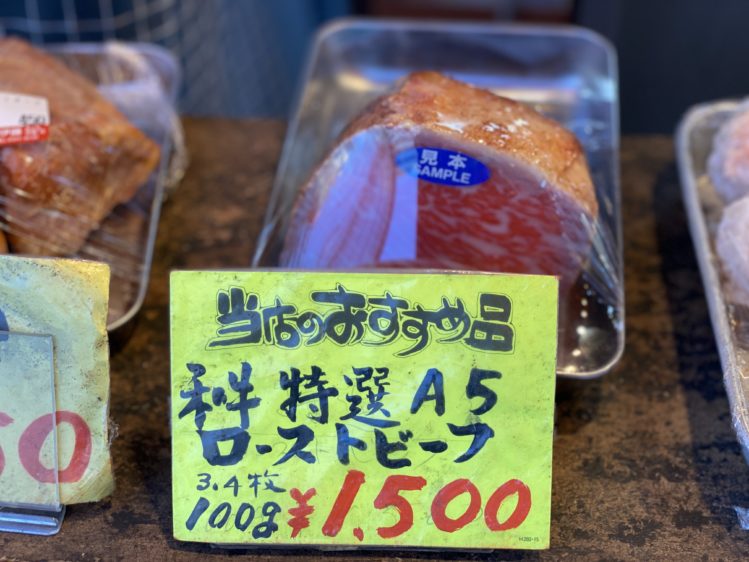 見本
SAMPLE
当店のおすすめ品
和牛 特選 A5
ローストビーフ
3.4枚
100g ¥1,500